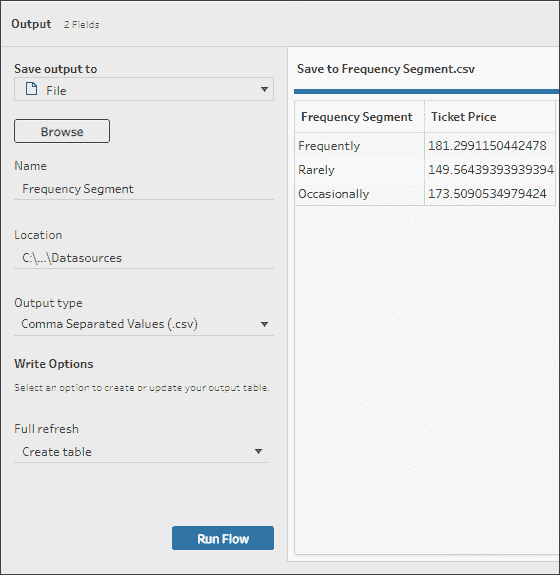 Output 2 Fields
Save output to
File
Browse
Name
Frequency Segment
Location
C:\...\Datasources
Output type
Comma Separated Values (.csv)
Write Options
Select an option to create or update your output table.
Full refresh
Create table
Run Flow
Save to Frequency Segment.csv
Frequency Segment Ticket Price
Frequently 181.2991150442478
Rarely 149.56439393939394
Occasionally 173.5090534979424